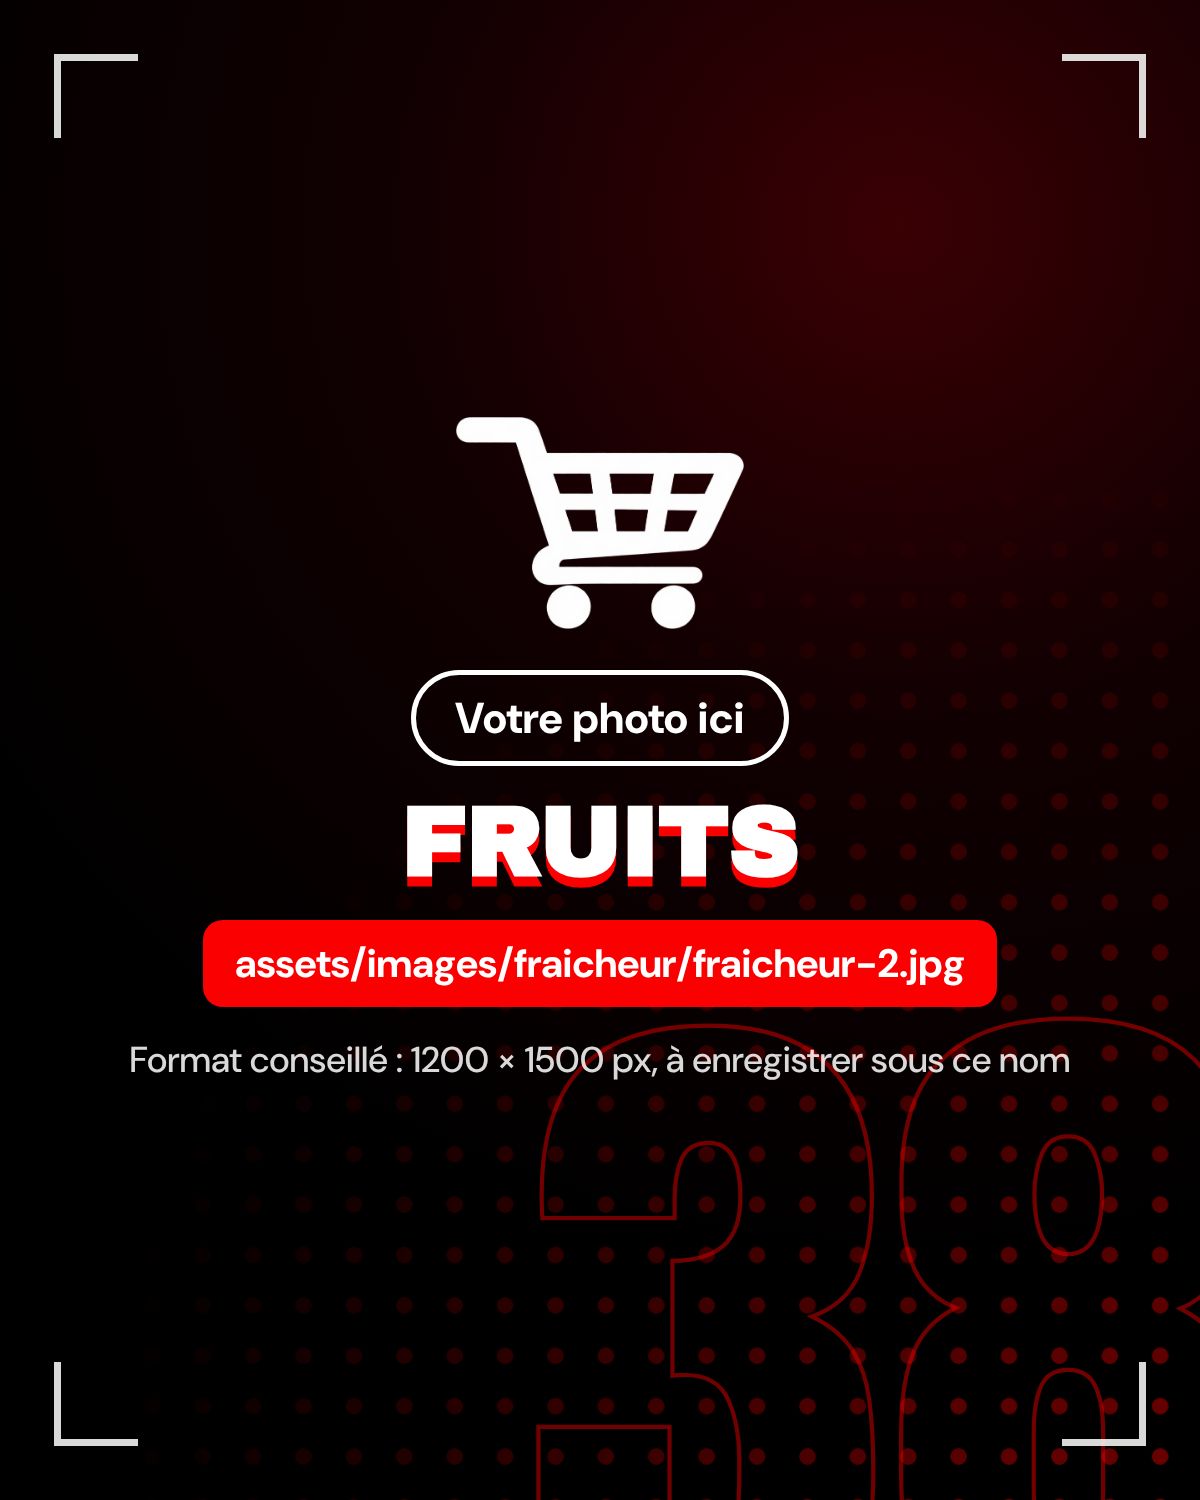 Votre photo ici
FRUITS
assets/images/fraicheur/fraicheur-2.jpg
Format conseillé : 1200 × 1500 px, à enregistrer sous ce nom
38